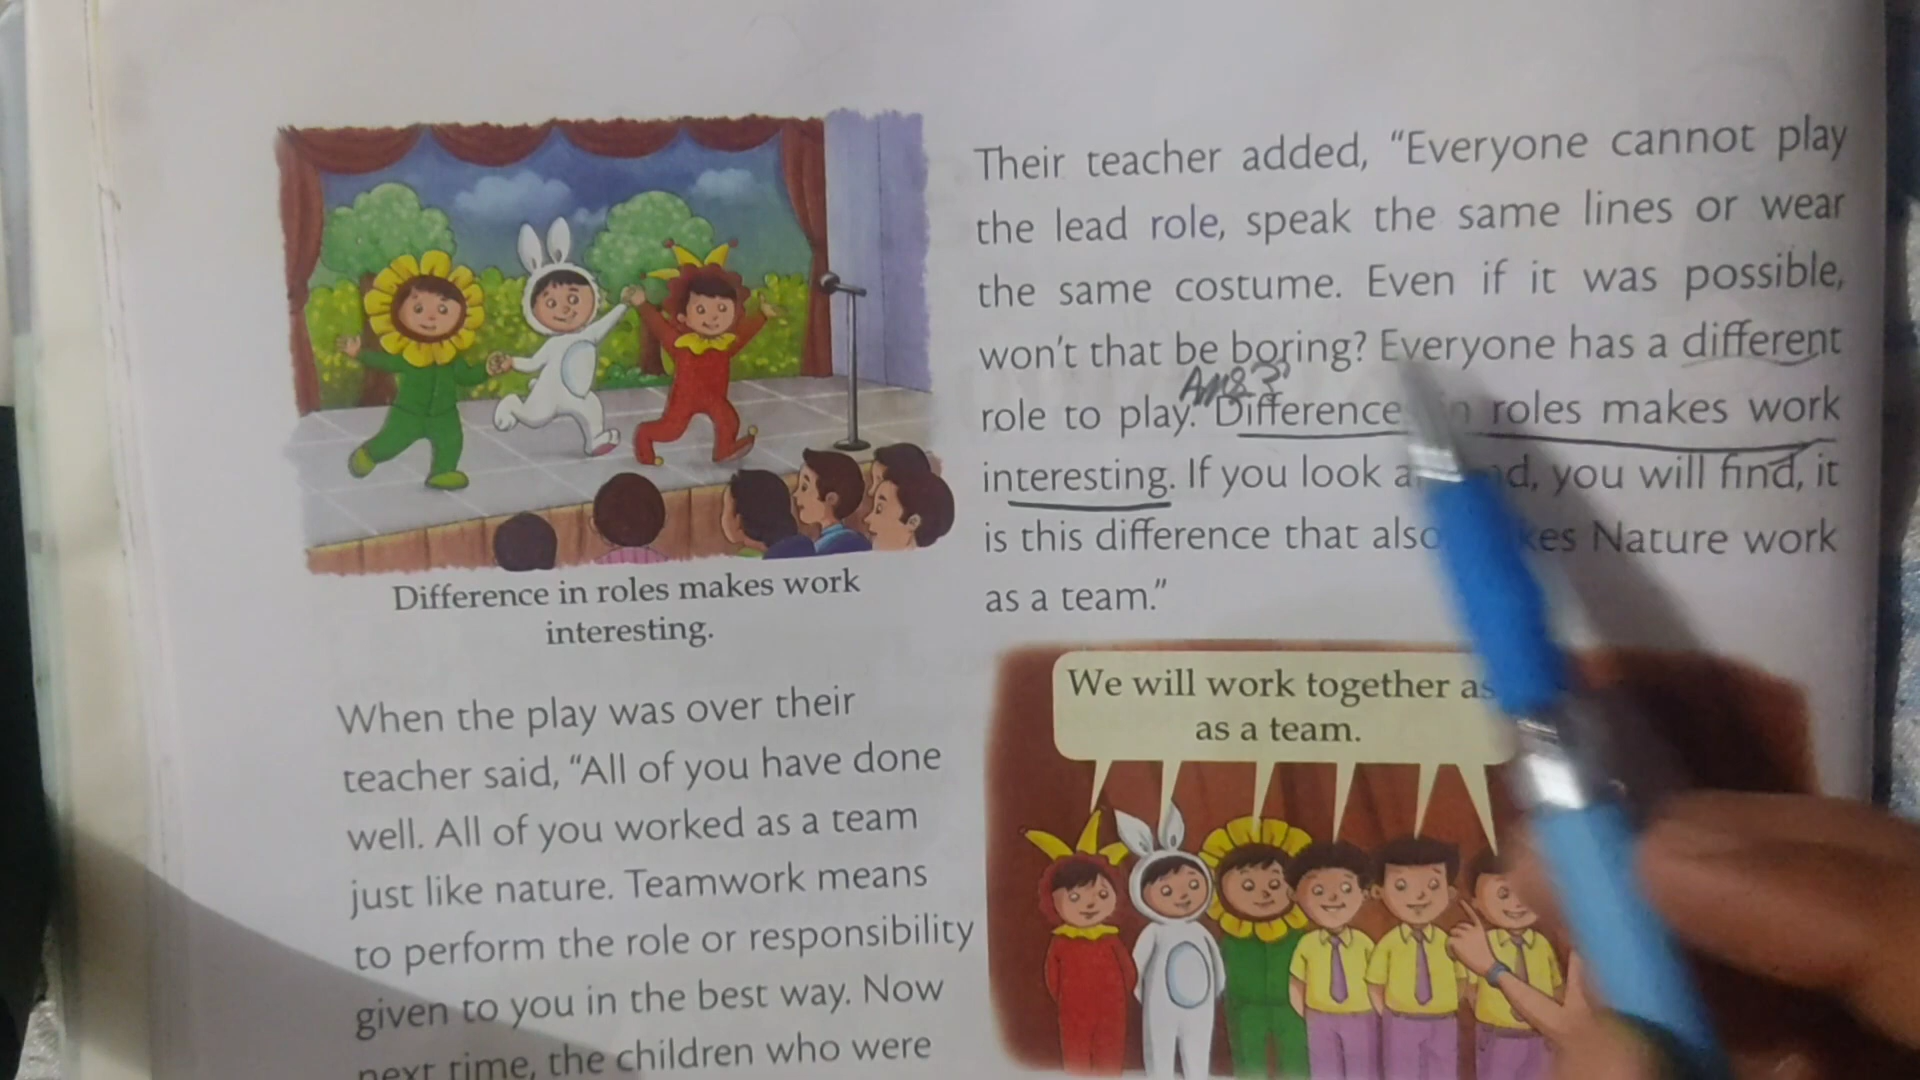 Difference in roles makes work
interesting.
When the play was over their
teacher said, “All of you have done
well. All of you worked as a team
just like nature. Teamwork means
to perform the role or responsibility
given to you in the best way. Now
next time, the children who were
Their teacher added, “Everyone cannot play
the lead role, speak the same lines or wear
the same costume. Even if it was possible,
won't that be boring? Everyone has a different
Ans 3
role to play.” Difference in roles makes work
interesting. If you look, you will find, it
is this difference that also Nature work
as a team.”
We will work together as
as a team.